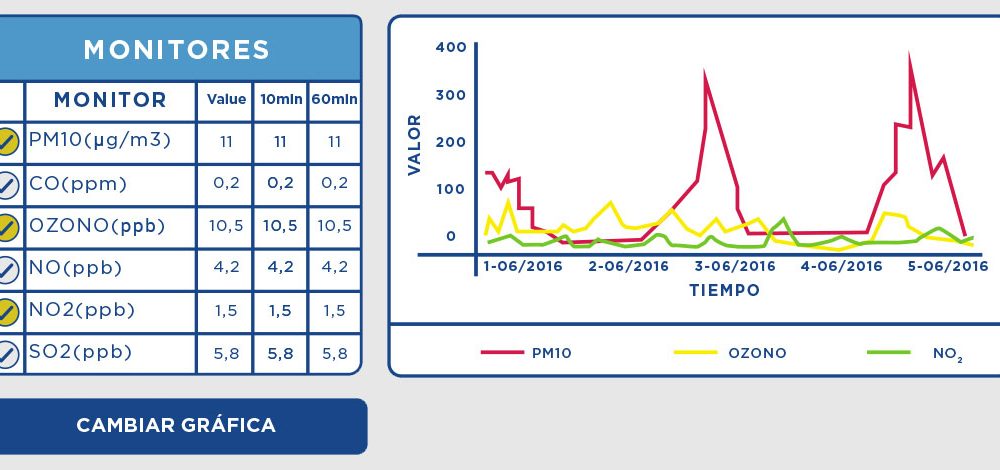 MONITORES
MONITOR Value 10min 60min
PM10(µg/m3) 11 11 11
CO(ppm) 0,2 0,2 0,2
OZONO(ppb) 10,5 10,5 10,5
NO(ppb) 4,2 4,2 4,2
NO2(ppb) 1,5 1,5 1,5
SO2(ppb) 5,8 5,8 5,8
CAMBIAR GRÁFICA
VALOR
400
300
200
100
0
1-06/2016 2-06/2016 3-06/2016 4-06/2016 5-06/2016
TIEMPO
PM10 OZONO NO₂